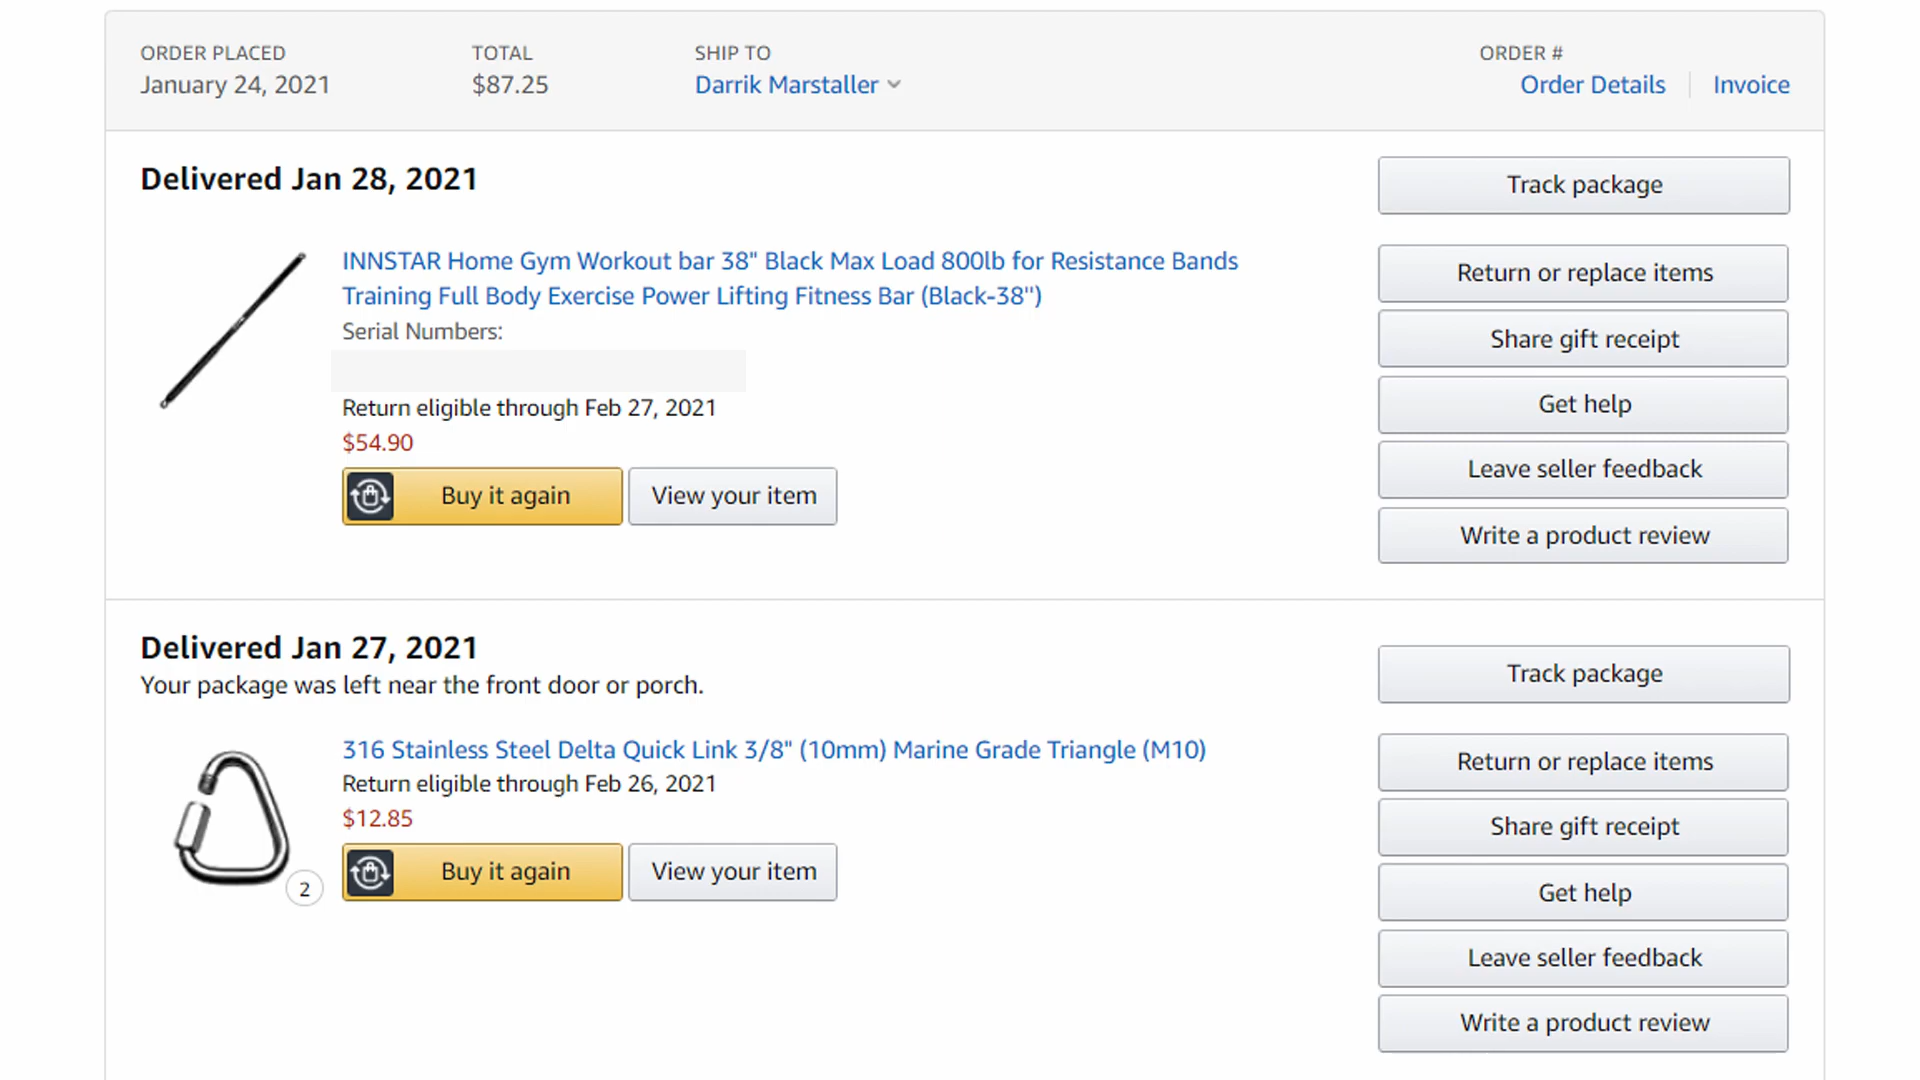 ORDER PLACED
January 24, 2021
TOTAL
$87.25
SHIP TO
Darrik Marstaller
ORDER #
Order Details
Invoice
Delivered Jan 28, 2021
Track package
INNSTAR Home Gym Workout bar 38" Black Max Load 800lb for Resistance Bands
Training Full Body Exercise Power Lifting Fitness Bar (Black-38")
Serial Numbers:
Return eligible through Feb 27, 2021
$54.90
Buy it again
View your item
Return or replace items
Share gift receipt
Get help
Leave seller feedback
Write a product review
Delivered Jan 27, 2021
Your package was left near the front door or porch.
Track package
316 Stainless Steel Delta Quick Link 3/8" (10mm) Marine Grade Triangle (M10)
Return eligible through Feb 26, 2021
$12.85
2
Buy it again
View your item
Return or replace items
Share gift receipt
Get help
Leave seller feedback
Write a product review